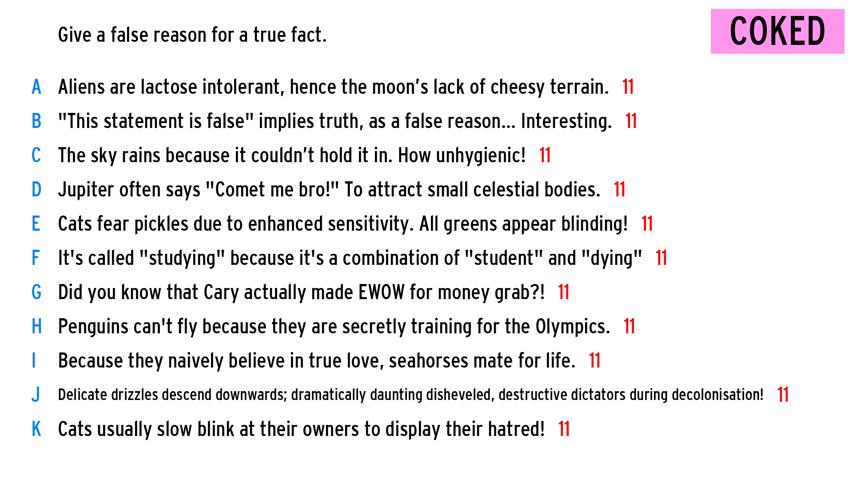 Give a false reason for a true fact.
COKED
A Aliens are lactose intolerant, hence the moon's lack of cheesy terrain. 11
B "This statement is false" implies truth, as a false reason... Interesting. 11
C The sky rains because it couldn't hold it in. How unhygienic! 11
D Jupiter often says "Comet me bro!" To attract small celestial bodies. 11
E Cats fear pickles due to enhanced sensitivity. All greens appear blinding! 11
F It's called "studying" because it's a combination of "student" and "dying" 11
G Did you know that Cary actually made EWOW for money grab?! 11
H Penguins can't fly because they are secretly training for the Olympics. 11
I Because they naively believe in true love, seahorses mate for life. 11
J Delicate drizzles descend downwards; dramatically daunting disheveled, destructive dictators during decolonisation! 11
K Cats usually slow blink at their owners to display their hatred! 11